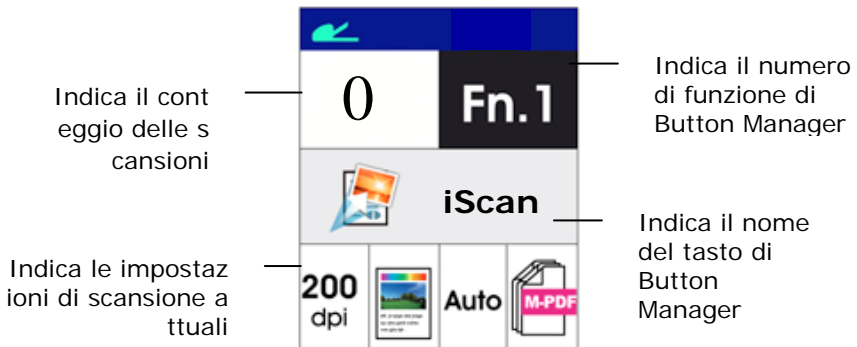 Indica il cont
eggio delle s
cansioni
0
Fn.1
Indica il numero
di funzione di
Button Manager
iScan
Indica il nome
del tasto di
Button
Manager
Indica le impostaz
ioni di scansione a
ttuali
200
dpi
Auto
M-PDF